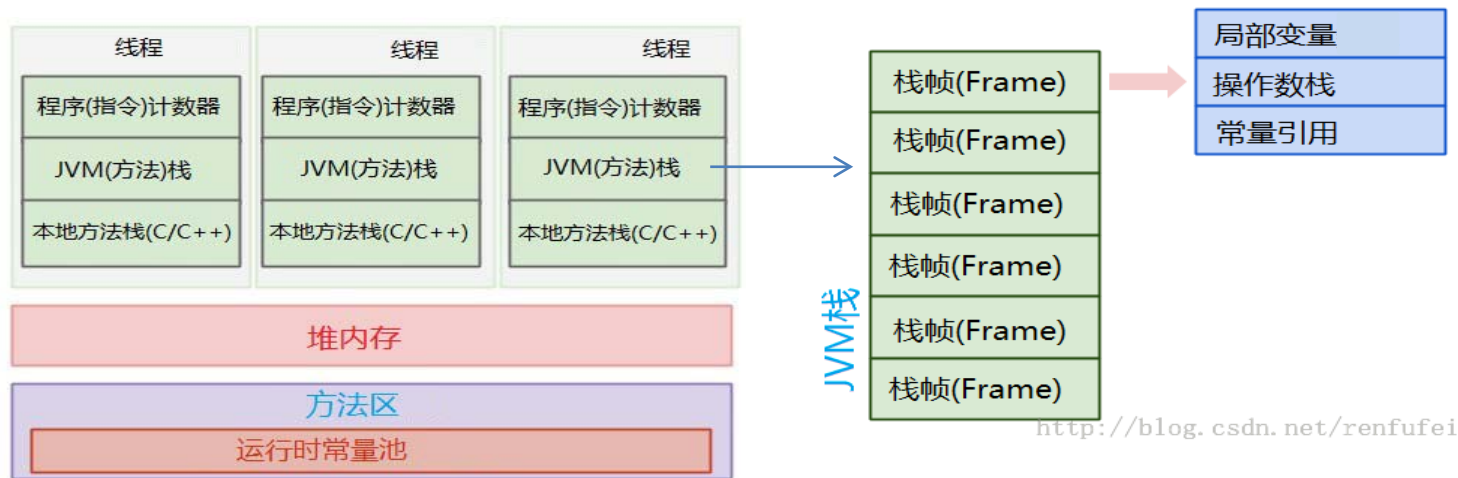 线程
程序(指令)计数器
JVM(方法)栈
本地方法栈(C/C++)
线程
程序(指令)计数器
JVM(方法)栈
本地方法栈(C/C++)
线程
程序(指令)计数器
JVM(方法)栈
本地方法栈(C/C++)
堆内存
方法区
运行时常量池
JVM栈
栈帧(Frame)
栈帧(Frame)
栈帧(Frame)
栈帧(Frame)
栈帧(Frame)
栈帧(Frame)
局部变量
操作数栈
常量引用
http://blog.csdn.net/renfufei